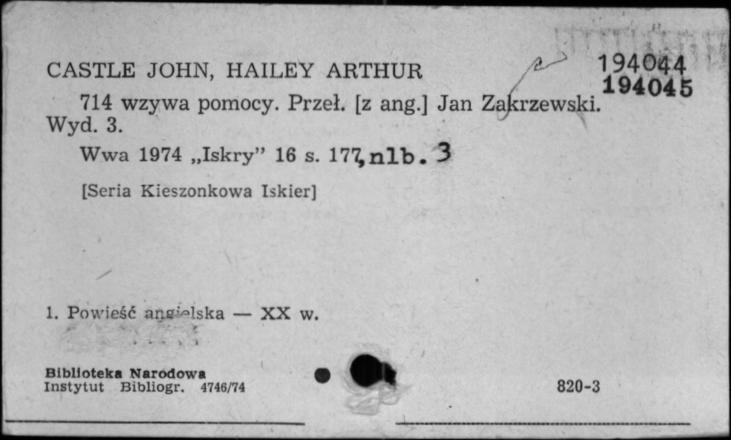 194044
CASTLE JOHN, HAILEY ARTHUR
194045
714 wzywa pomocy. Przeł. [z ang.] Jan Zakrzewski.
Wyd. 3.
Wwa 1974 „Iskry” 16 s. 177, nlb. 3
[Seria Kieszonkowa Iskier]
1. Powieść angielska — XX w.
Biblioteka Narodowa
Instytut Bibliogr. 4746/74
820-3